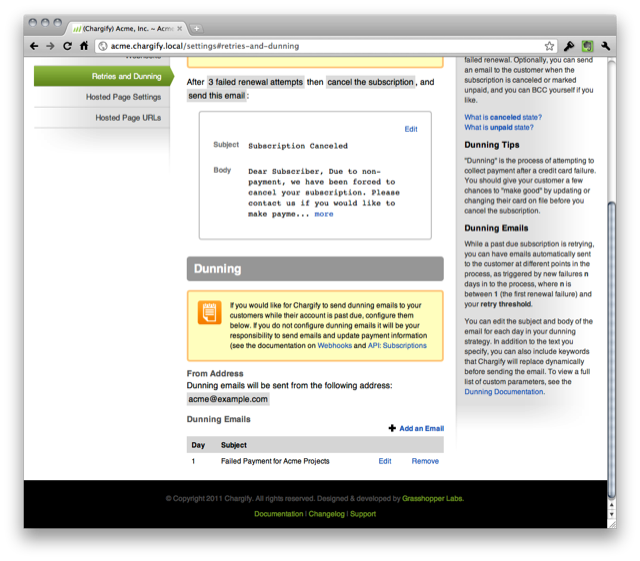 (Chargify) Acme, Inc. – Acme
acme.chargify.local/settings#retries-and-dunning
Webhooks
Retries and Dunning
Hosted Page Settings
Hosted Page URLs
After 3 failed renewal attempts then cancel the subscription, and
send this email:
Edit
Subject Subscription Canceled
Body Dear Subscriber, Due to non-
payment, we have been forced to
cancel your subscription. Please
contact us if you would like to
make payme... more
Dunning
If you would like for Chargify to send dunning emails to your
customers while their account is past due, configure them
below. If you do not configure dunning emails it will be your
responsibility to send emails and update payment information
(see the documentation on Webhooks and API: Subscriptions
From Address
Dunning emails will be sent from the following address:
acme@example.com
Dunning Emails
Add an Email
Day Subject
1 Failed Payment for Acme Projects Edit Remove
failed renewal. Optionally, you can
send an email to the customer when the
subscription is canceled or marked
unpaid, and you can BCC yourself if you
like.
What is canceled state?
What is unpaid state?
Dunning Tips
"Dunning" is the process of attempting to
collect payment after a credit card failure.
You should give your customer a few
chances to "make good" by updating or
changing their card on file before you
cancel the subscription.
Dunning Emails
While a past due subscription is retrying,
you can have emails automatically sent
to the customer at different points in the
process, as triggered by new failures n
days in to the process, where n is
between 1 (the first renewal failure) and
your retry threshold.
You can edit the subject and body of the
email for each day in your dunning
strategy. In addition to the text you
specify, you can also include keywords
that Chargify will replace dynamically
before sending the email. To view a full
list of custom parameters, see the
Dunning Documentation.
© Copyright 2011 Chargify. All rights reserved. Designed & developed by Grasshopper Labs.
Documentation | Changelog | Support